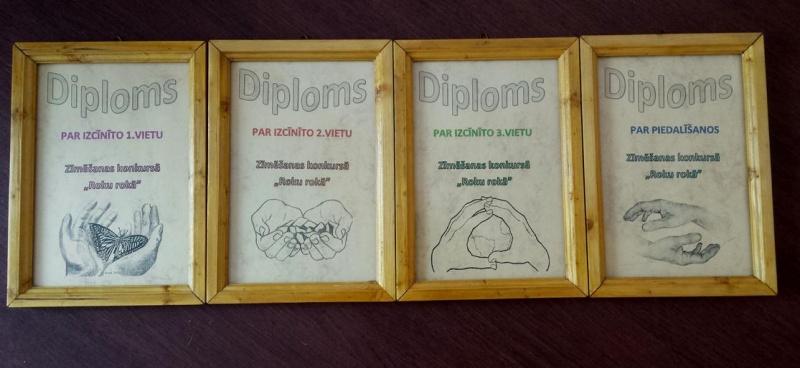 Diploms
PAR IZCĪNĪTO 1.VIETU
Zīmēšanas konkursā
„Roku rokā”
Diploms
PAR IZCĪNĪTO 2.VIETU
Zīmēšanas konkursā
„Roku rokā”
Diploms
PAR IZCĪNĪTO 3.VIETU
Zīmēšanas konkursā
„Roku rokā”
Diploms
PAR PIEDALĪŠANOS
Zīmēšanas konkursā
„Roku rokā”